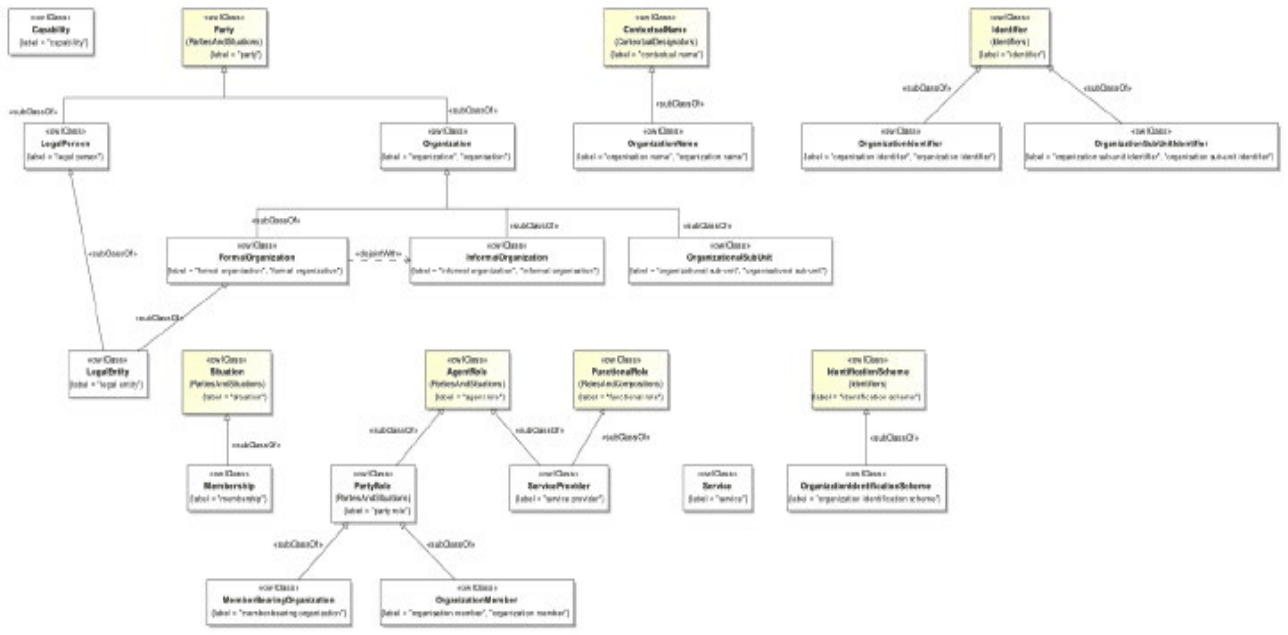 «owlClass»
Capability
{label = "capability"}
«owlClass»
Party
(PartiesAndSituations)
{label = "party"}
«owlClass»
ContextualName
(ContextualDesignators)
{label = "contextual name"}
«owlClass»
Identifier
(Identifiers)
{label = "identifier"}
«subClassOf»
«subClassOf»
«subClassOf»
«subClassOf»
«subClassOf»
«owlClass»
LegalPerson
{label = "legal person"}
«owlClass»
Organization
{label = "organization", "organisation"}
«owlClass»
OrganizationName
{label = "organisation name", "organization name"}
«owlClass»
OrganizationIdentifier
{label = "organisation identifier", "organization identifier"}
«owlClass»
OrganizationSubUnitIdentifier
{label = "organization sub-unit identifier", "organisation sub-unit identifier"}
«subClassOf»
«subClassOf»
«subClassOf»
«subClassOf»
«owlClass»
FormalOrganization
{label = "formal organisation", "formal organization"}
«disjointWith»
«owlClass»
InformalOrganization
{label = "informal organization", "informal organisation"}
«owlClass»
OrganizationalSubUnit
{label = "organizational sub-unit", "organisational sub-unit"}
«subClassOf»
«owlClass»
LegalEntity
{label = "legal entity"}
«owlClass»
Situation
(PartiesAndSituations)
{label = "situation"}
«owlClass»
AgentRole
(PartiesAndSituations)
{label = "agent role"}
«owlClass»
FunctionalRole
(RolesAndCompositions)
{label = "functional role"}
«owlClass»
IdentificationScheme
(Identifiers)
{label = "identification scheme"}
«subClassOf»
«subClassOf»
«subClassOf»
«subClassOf»
«subClassOf»
«owlClass»
Membership
{label = "membership"}
«owlClass»
PartyRole
(PartiesAndSituations)
{label = "party role"}
«owlClass»
ServiceProvider
{label = "service provider"}
«owlClass»
Service
{label = "service"}
«owlClass»
OrganizationIdentificationScheme
{label = "organization identification scheme"}
«subClassOf»
«subClassOf»
«owlClass»
MemberBearingOrganization
{label = "member-bearing organization"}
«owlClass»
OrganizationMember
{label = "organisation member", "organization member"}